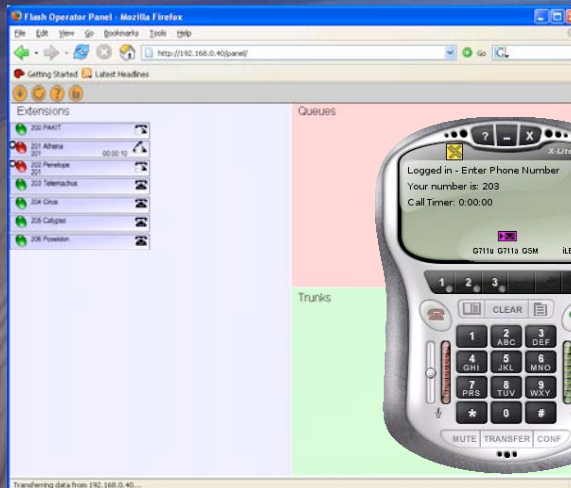 Flash Operator Panel - Mozilla Firefox
File Edit View Go Bookmarks Tools Help
http://192.168.0.40/panel/
Go
Getting Started Latest Headlines
Extensions
Queues
200 PAKIT
201 Athena
201 00:00:10
202 Penelope
201
203 Telemachus
204 Circe
205 Calypso
206 Poseidon
Trunks
? – X
X-Lite
Logged in - Enter Phone Number
Your number is: 203
Call Timer: 0:00:00
G711u G711a GSM iL
1 2 3
CLEAR
1 2 ABC 3 DEF
4 GHI 5 JKL 6 MNO
7 PRS 8 TUV 9 WXY
* 0 #
MUTE TRANSFER CONF
Transferring data from 192.168.0.40...